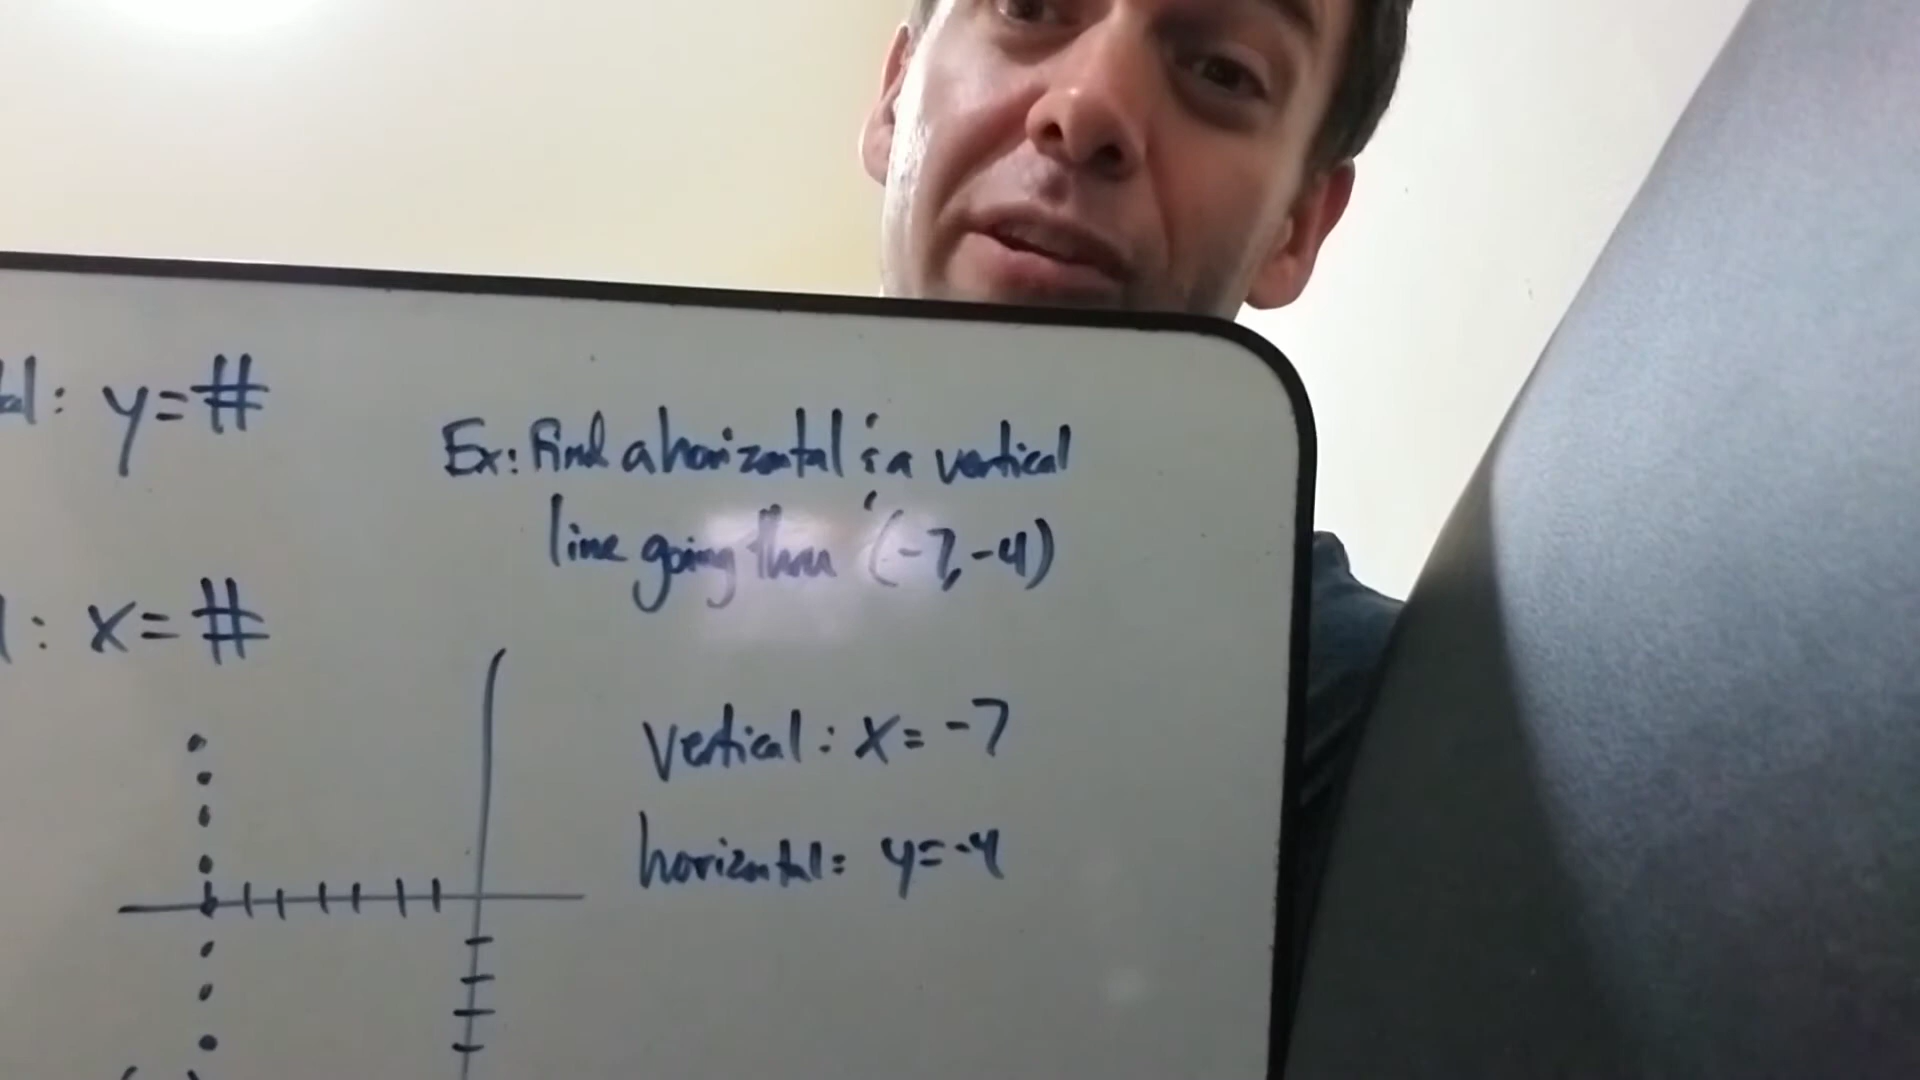 al: y=#
Ex: Find a horizontal & a vertical
line going thru (-7,-4)
l: x=#
vertical: x=-7
horizontal: y=-4